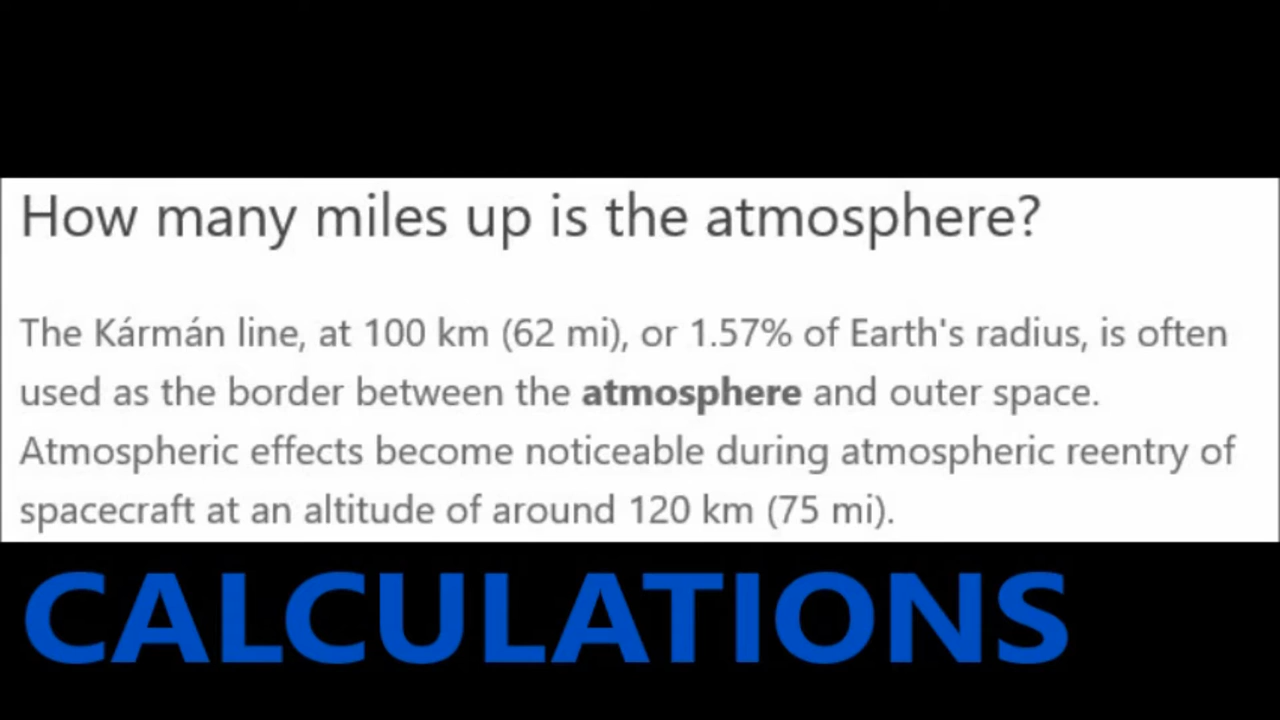 How many miles up is the atmosphere?
The Kármán line, at 100 km (62 mi), or 1.57% of Earth's radius, is often
used as the border between the atmosphere and outer space.
Atmospheric effects become noticeable during atmospheric reentry of
spacecraft at an altitude of around 120 km (75 mi).
CALCULATIONS